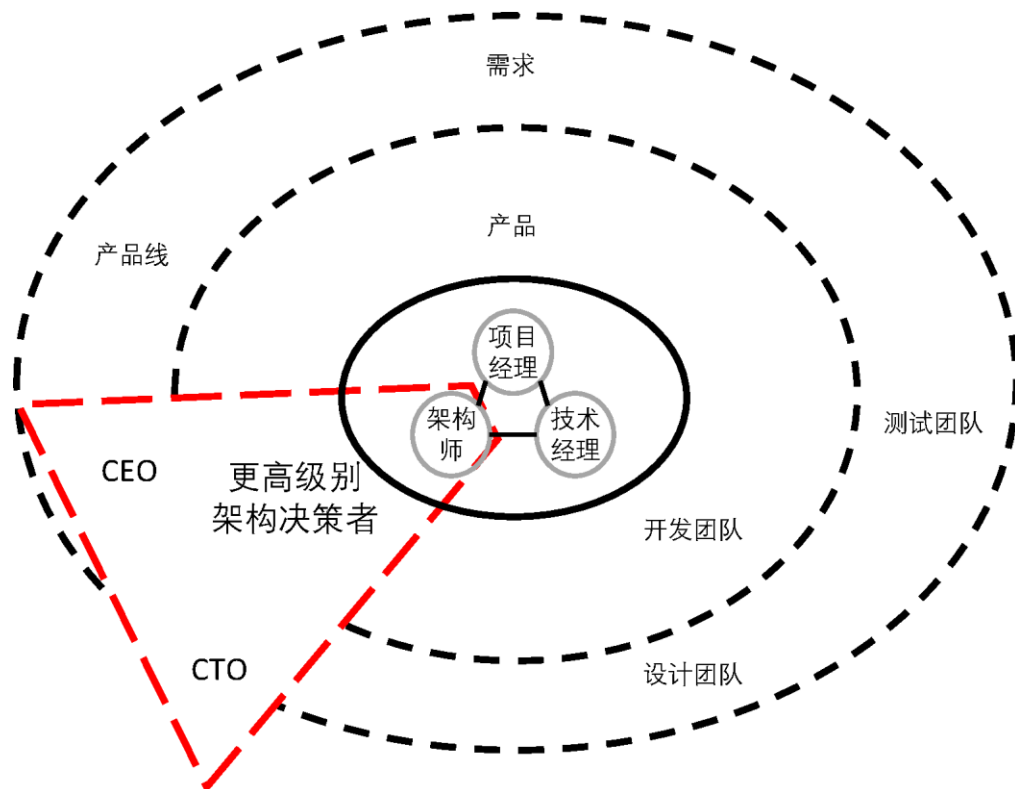 需求
产品
产品线
项目
经理
架构
师
技术
经理
测试团队
CEO
更高级别
架构决策者
开发团队
CTO
设计团队